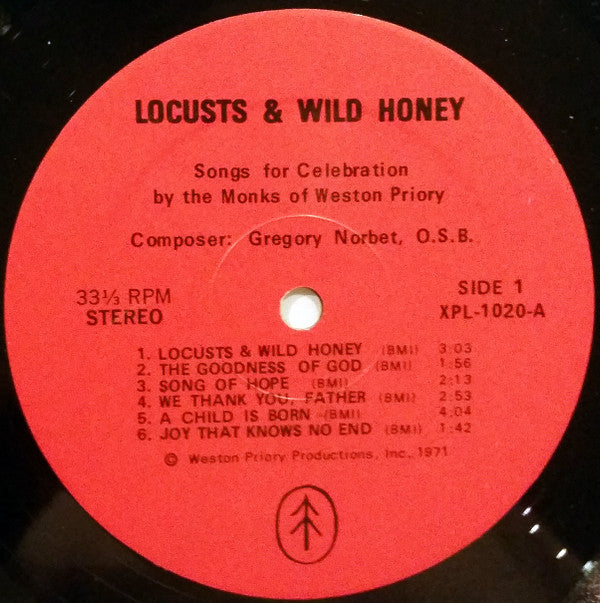 LOCUSTS & WILD HONEY
Songs for Celebration
by the Monks of Weston Priory
Composer: Gregory Norbet, O.S.B.
33⅓ RPM
STEREO
SIDE 1
XPL-1020-A
1. LOCUSTS & WILD HONEY (BMI) 3:03
2. THE GOODNESS OF GOD (BMI) 1:56
3. SONG OF HOPE (BMI) 2:13
4. WE THANK YOU, FATHER (BMI) 2:53
5. A CHILD IS BORN (BMI) 4:04
6. JOY THAT KNOWS NO END (BMI) 1:42
© Weston Priory Productions, Inc., 1971